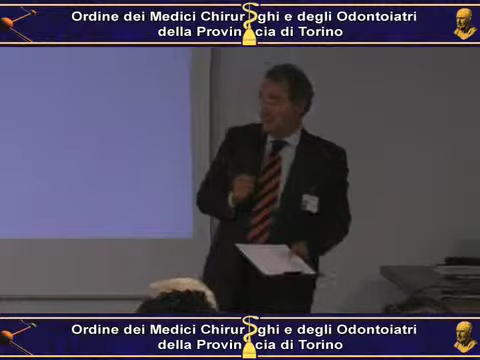 Ordine dei Medici Chirurghi e degli Odontoiatri
della Provincia di Torino
Ordine dei Medici Chirurghi e degli Odontoiatri
della Provincia di Torino